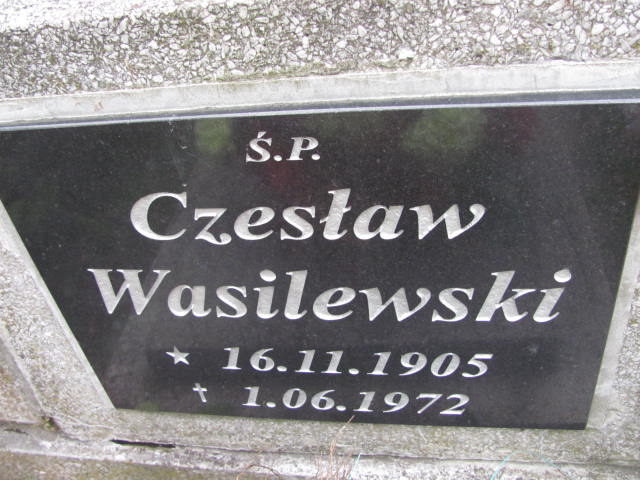 Ś.P.
Czesław
Wasilewski
★ 16.11.1905
✝ 1.06.1972